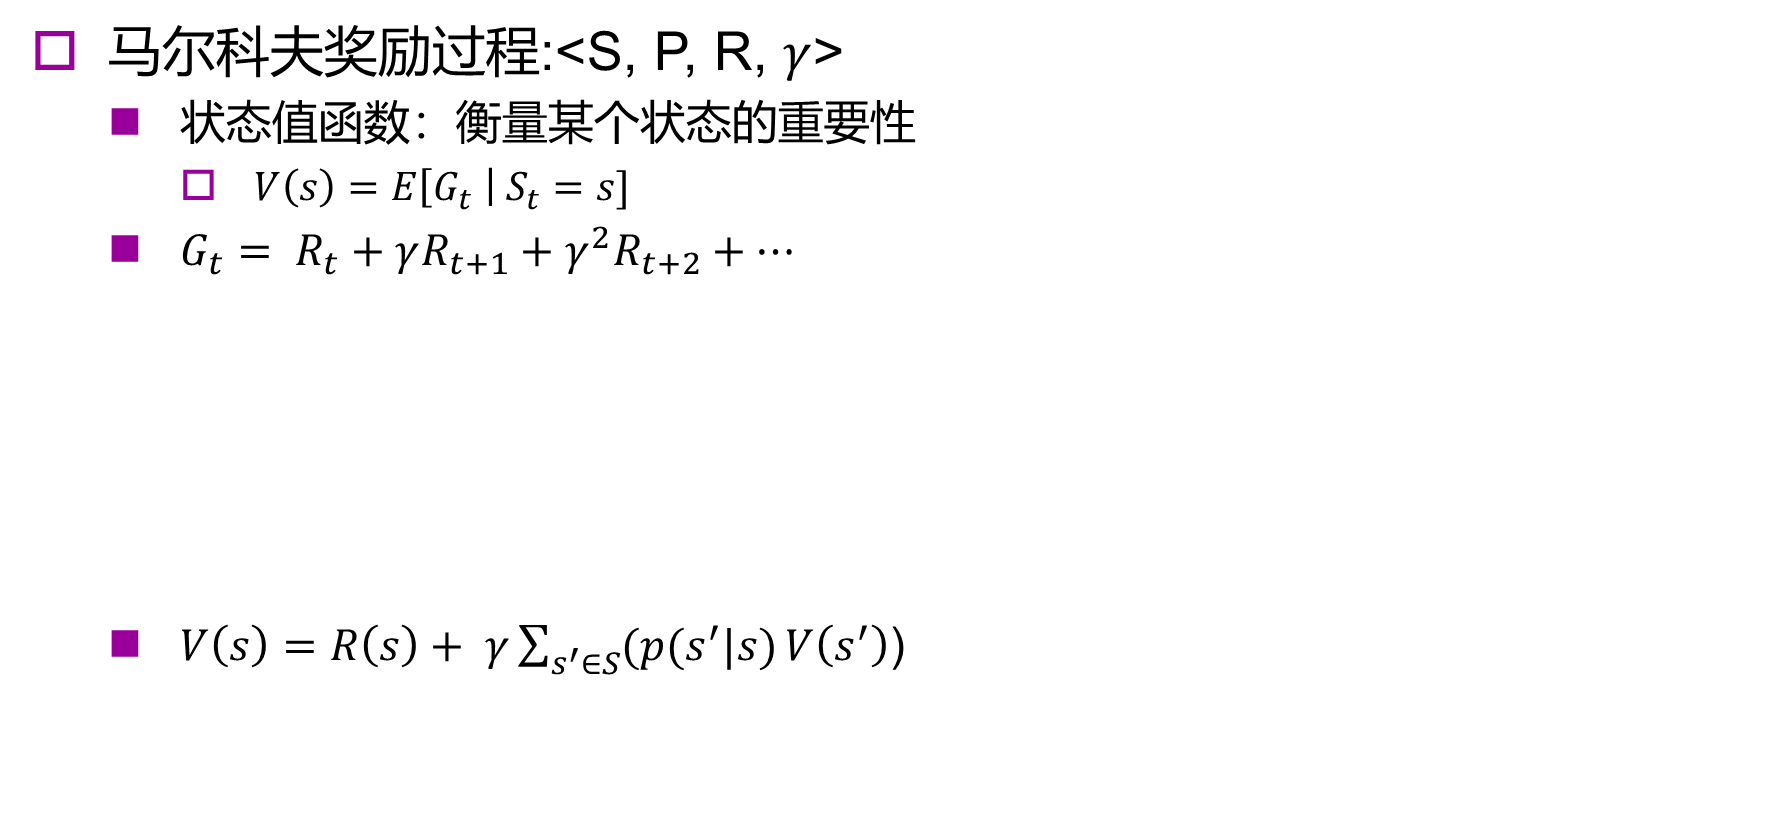 马尔科夫奖励过程:<S, P, R, γ>
状态值函数：衡量某个状态的重要性
V(s) = E[G_t | S_t = s]
G_t = R_t + γR_{t+1} + γ^2R_{t+2} + ⋯
V(s) = R(s) + γ∑_{s′∈S}(p(s′|s)V(s′))